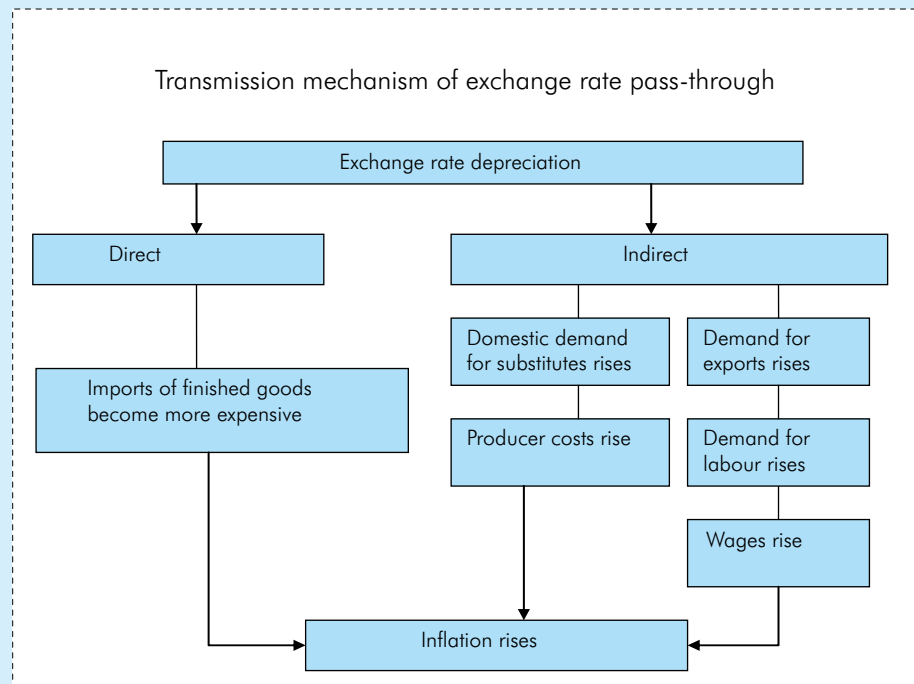 Transmission mechanism of exchange rate pass-through
Exchange rate depreciation
Direct
Indirect
Imports of finished goods
become more expensive
Domestic demand
for substitutes rises
Producer costs rise
Demand for
exports rises
Demand for
labour rises
Wages rise
Inflation rises